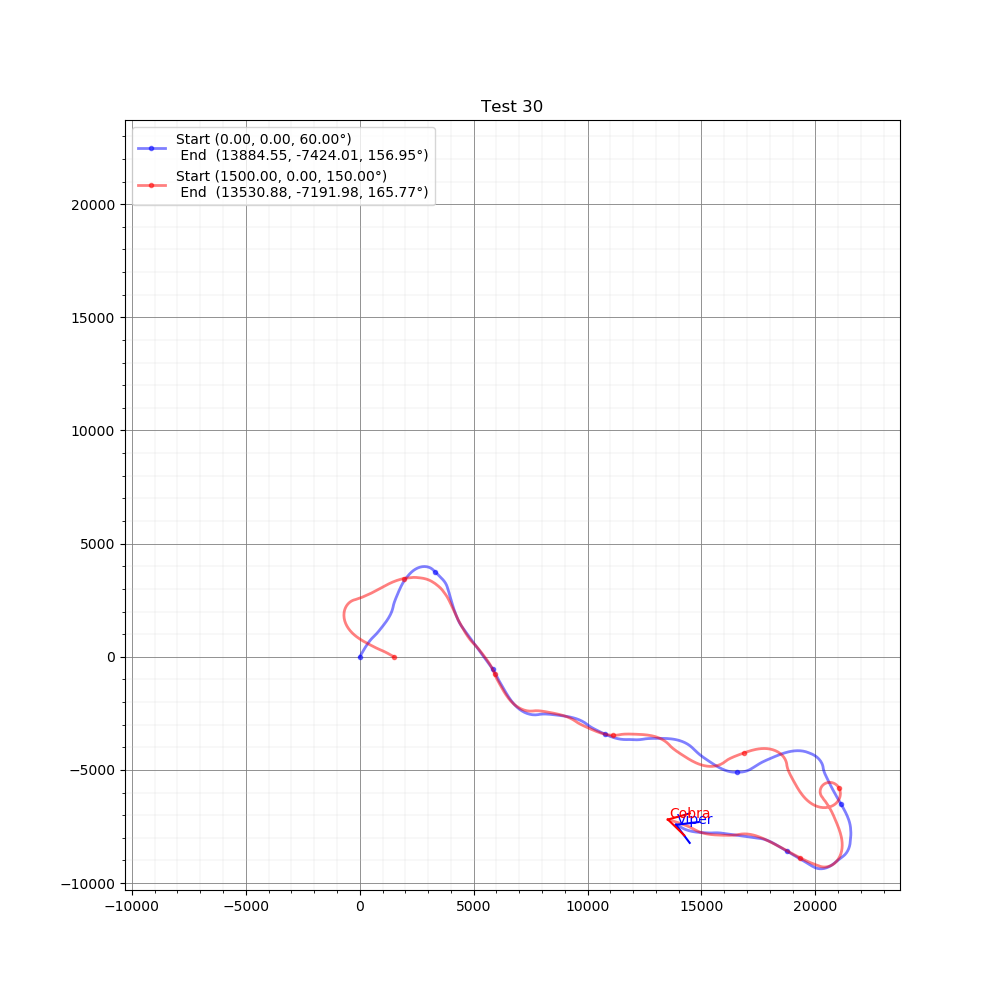 Test 30
Start (0.00, 0.00, 60.00°)
End (13884.55, -7424.01, 156.95°)
Start (1500.00, 0.00, 150.00°)
End (13530.88, -7191.98, 165.77°)
20000
15000
10000
5000
0
−5000
Cobra
Viper
−10000
−10000 −5000 0 5000 10000 15000 20000